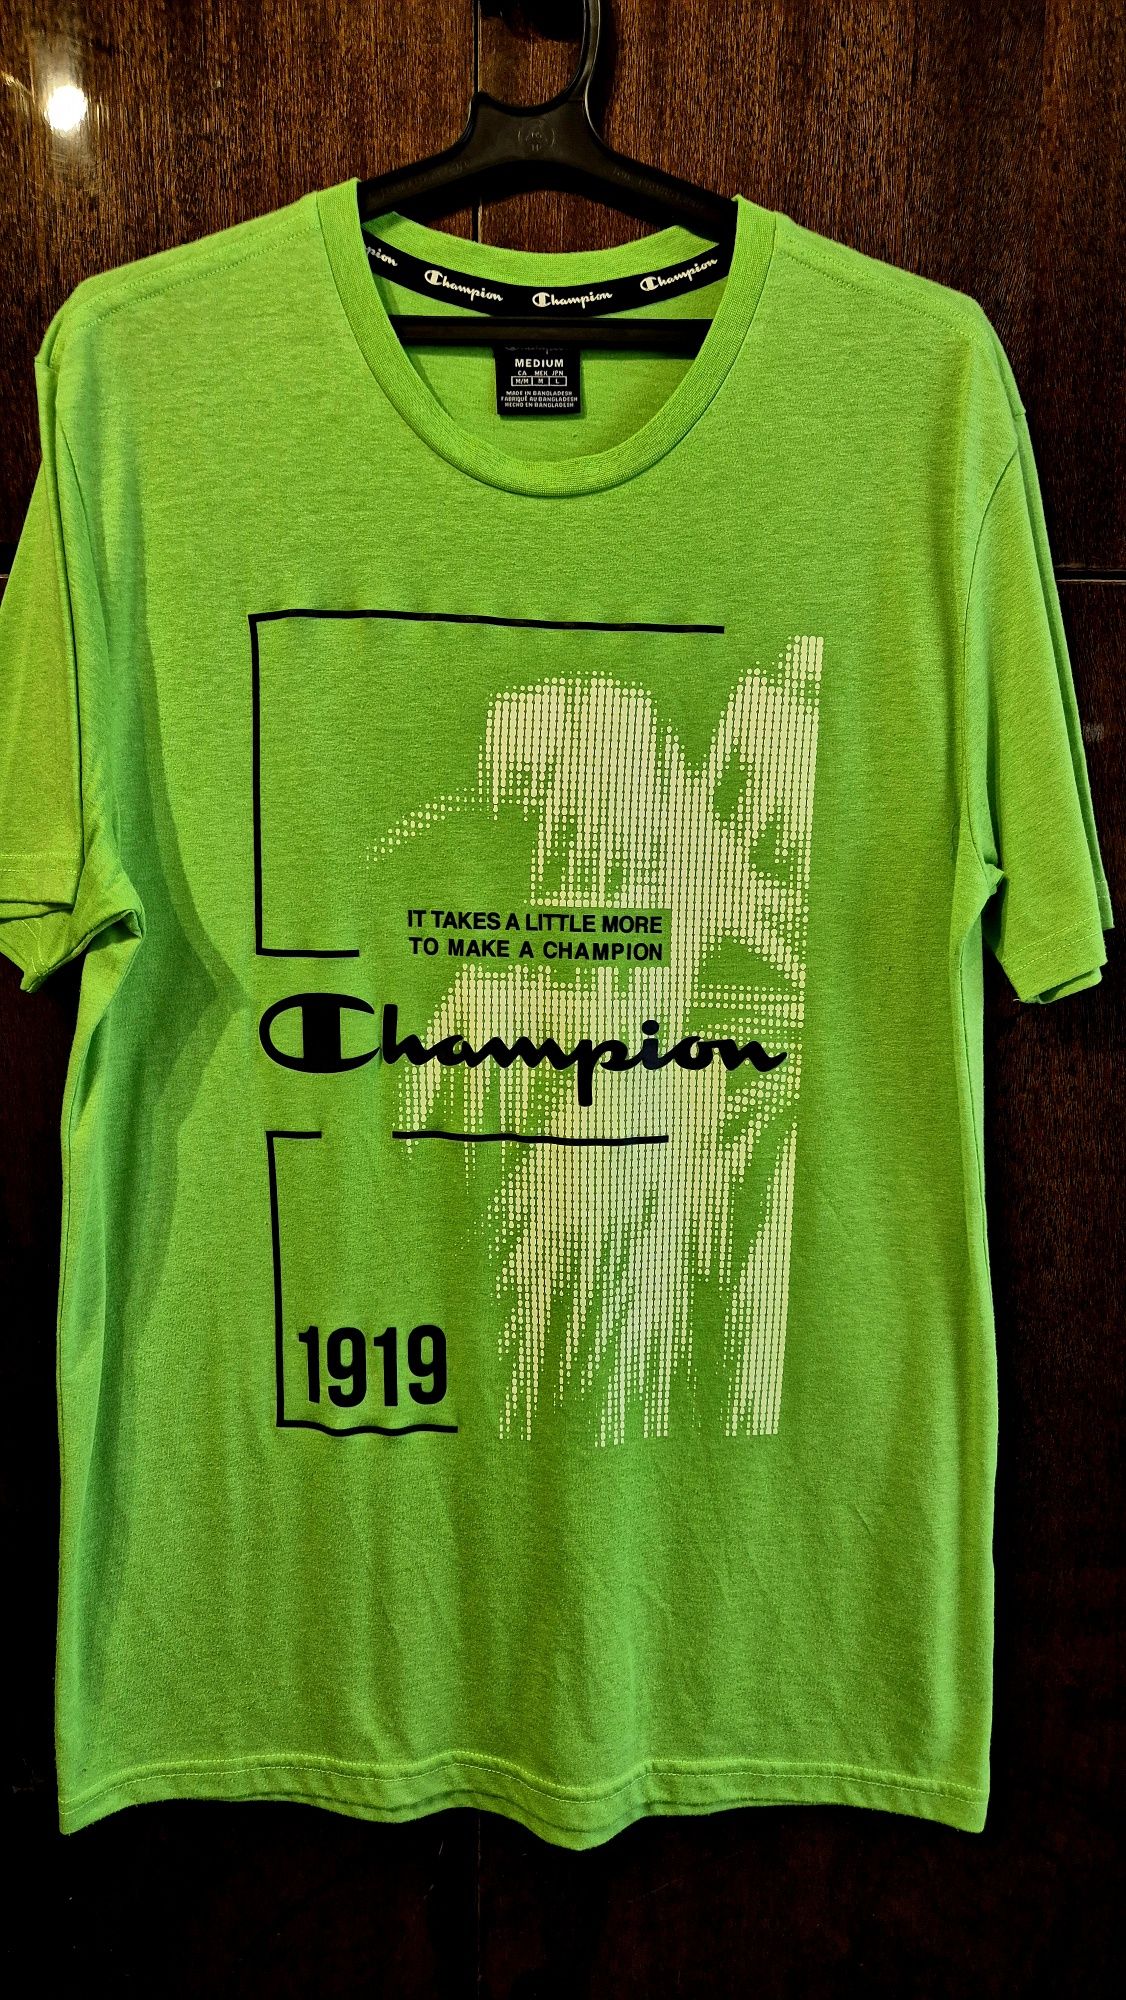 Champion
Champion
Champion
MEDIUM
CA MEX JPN
M/M M L
MADE IN BANGLADESH
FABRIQUÉ AU BANGLADESH
HECHO EN BANGLADESH
IT TAKES A LITTLE MORE
TO MAKE A CHAMPION
Champion
1919